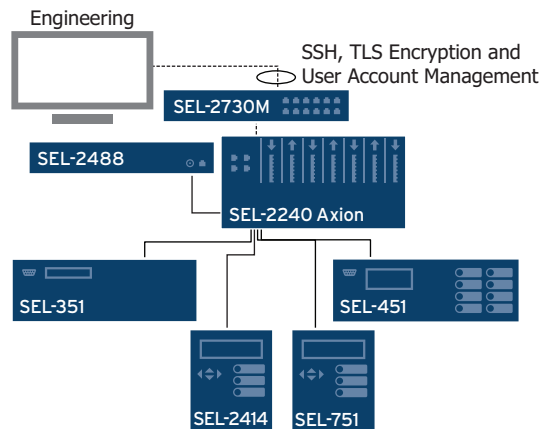 Engineering
SSH, TLS Encryption and
User Account Management
SEL-2730M
SEL-2488
SEL-2240 Axion
SEL-351
SEL-451
SEL-2414
SEL-751